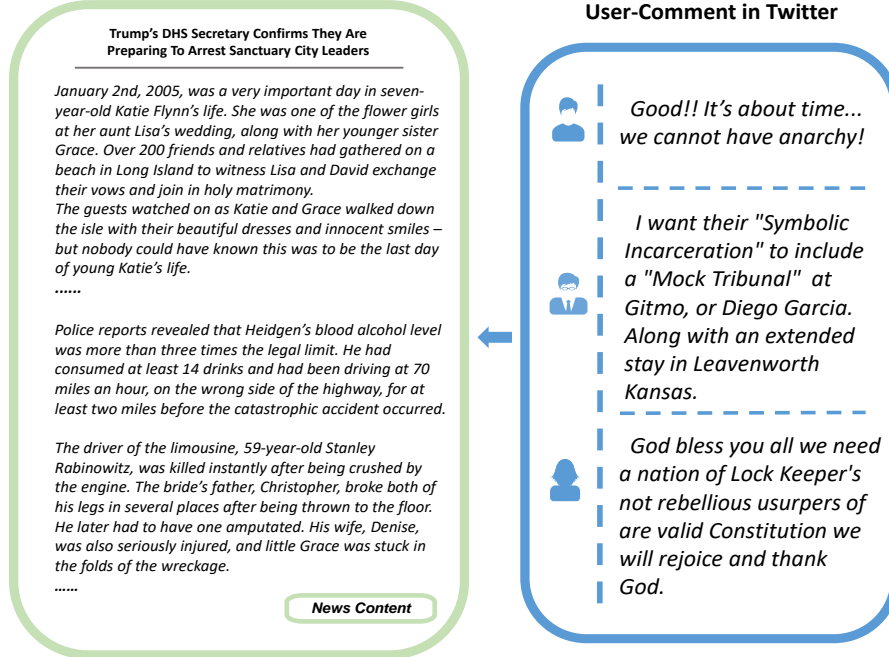 Trump's DHS Secretary Confirms They Are
Preparing To Arrest Sanctuary City Leaders
January 2nd, 2005, was a very important day in seven-
year-old Katie Flynn's life. She was one of the flower girls
at her aunt Lisa's wedding, along with her younger sister
Grace. Over 200 friends and relatives had gathered on a
beach in Long Island to witness Lisa and David exchange
their vows and join in holy matrimony.
The guests watched on as Katie and Grace walked down
the isle with their beautiful dresses and innocent smiles –
but nobody could have known this was to be the last day
of young Katie's life.
......
Police reports revealed that Heidgen's blood alcohol level
was more than three times the legal limit. He had
consumed at least 14 drinks and had been driving at 70
miles an hour, on the wrong side of the highway, for at
least two miles before the catastrophic accident occurred.
The driver of the limousine, 59-year-old Stanley
Rabinowitz, was killed instantly after being crushed by
the engine. The bride's father, Christopher, broke both of
his legs in several places after being thrown to the floor.
He later had to have one amputated. His wife, Denise,
was also seriously injured, and little Grace was stuck in
the folds of the wreckage.
......
News Content
User-Comment in Twitter
Good!! It's about time...
we cannot have anarchy!
I want their "Symbolic
Incarceration" to include
a "Mock Tribunal" at
Gitmo, or Diego Garcia.
Along with an extended
stay in Leavenworth
Kansas.
God bless you all we need
a nation of Lock Keeper's
not rebellious usurpers of
are valid Constitution we
will rejoice and thank
God.